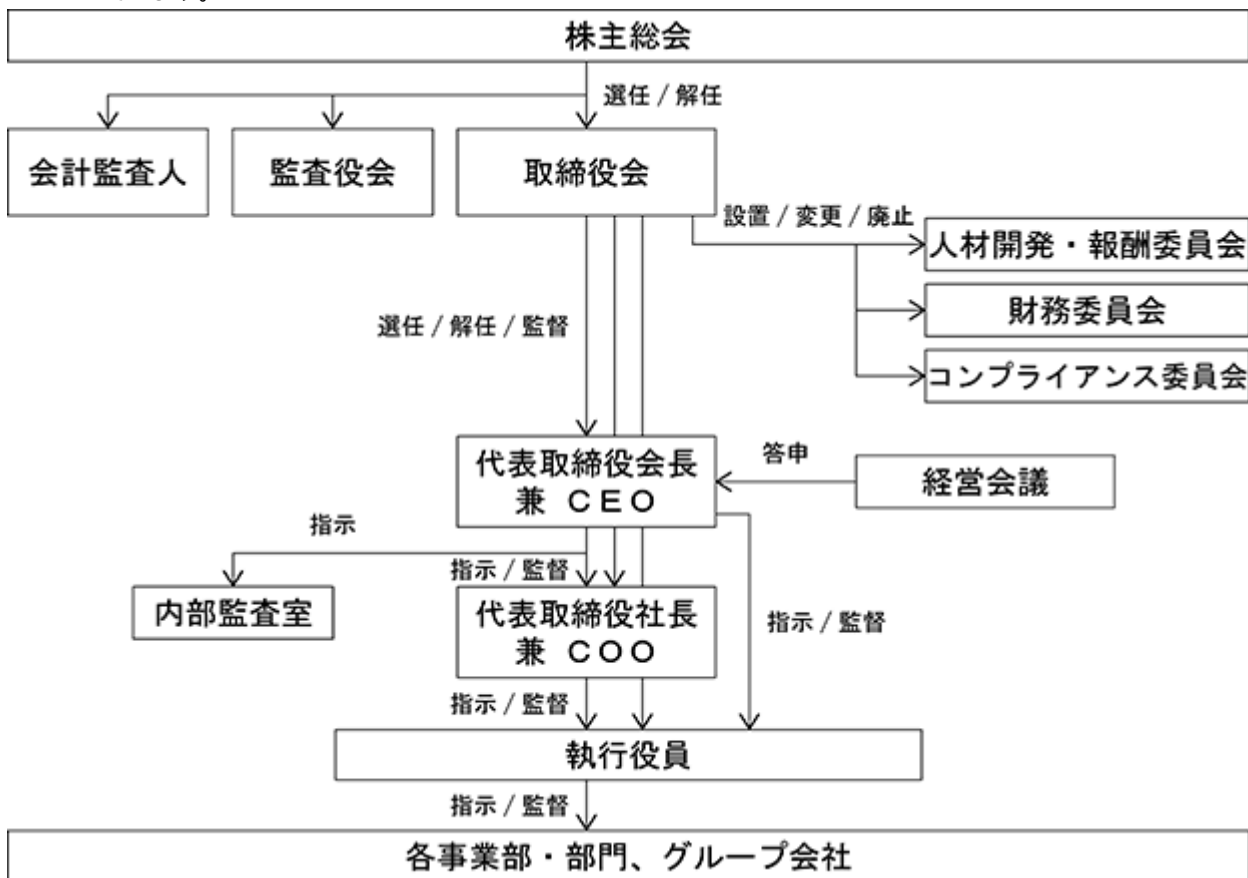 株主総会
選任 / 解任
会計監査人
監査役会
取締役会
設置 / 変更 / 廃止
人材開発・報酬委員会
財務委員会
コンプライアンス委員会
選任 / 解任 / 監督
代表取締役会長
兼 ＣＥＯ
答申
経営会議
指示
指示 / 監督
内部監査室
代表取締役社長
兼 ＣＯＯ
指示 / 監督
指示 / 監督
執行役員
指示 / 監督
各事業部・部門、グループ会社